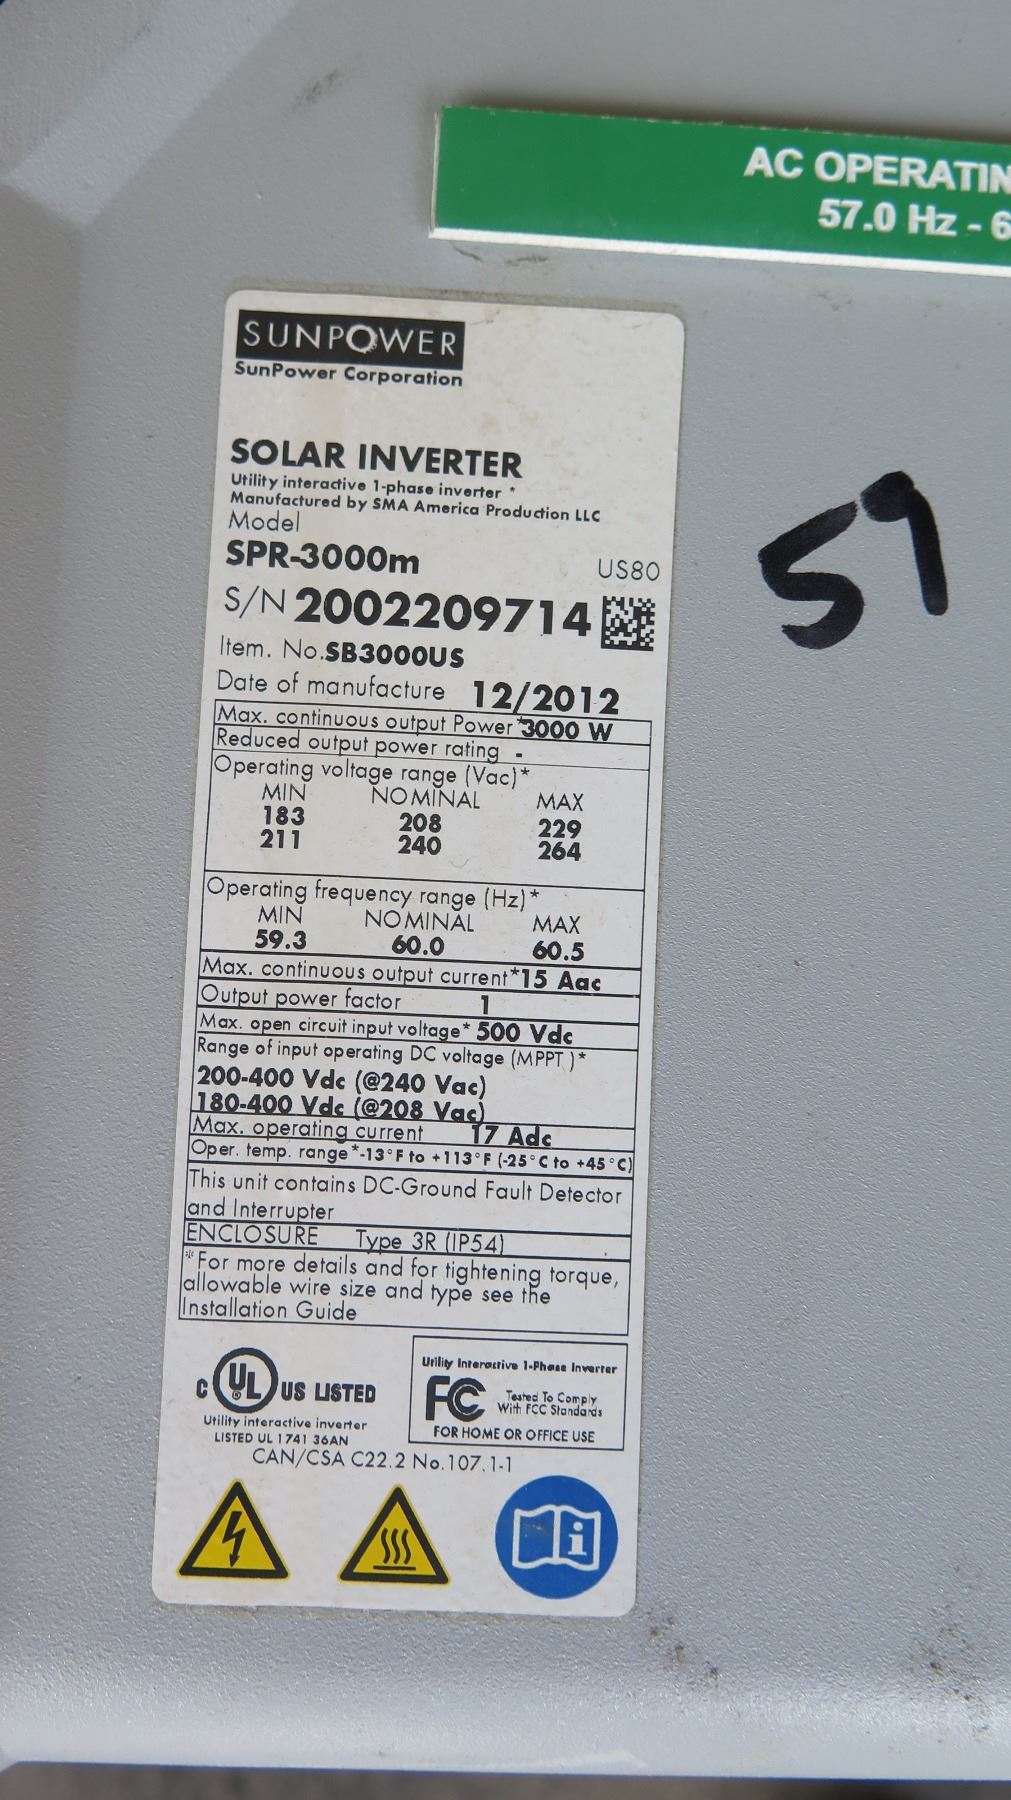 AC OPERATIN
57.0 Hz - 6
SUNPOWER
SunPower Corporation
SOLAR INVERTER
Utility interactive 1-phase inverter *
Manufactured by SMA America Production LLC
Model
SPR-3000m US80
S/N 2002209714
59
Item. No.SB3000US
Date of manufacture 12/2012
Max. continuous output Power *3000 W
Reduced output power rating -
Operating voltage range (Vac)*
MIN NOMINAL MAX
183 208 229
211 240 264
Operating frequency range (Hz)*
MIN NOMINAL MAX
59.3 60.0 60.5
Max. continuous output current*15 Aac
Output power factor 1
Max. open circuit input voltage* 500 Vdc
Range of input operating DC voltage (MPPT )*
200-400 Vdc (@240 Vac)
180-400 Vdc (@208 Vac)
Max. operating current 17 Adc
Oper. temp. range *-13°F to +113°F (-25°C to +45°C)
This unit contains DC-Ground Fault Detector
and Interrupter
ENCLOSURE Type 3R (IP54)
*For more details and for tightening torque,
allowable wire size and type see the
Installation Guide
C UL US LISTED
Utility interactive inverter
LISTED UL 1741 36AN
CAN/CSA C22.2 No.107.1-1
Utility Interactive 1-Phase Inverter
FC Tested To Comply
With FCC Standards
FOR HOME OR OFFICE USE
i